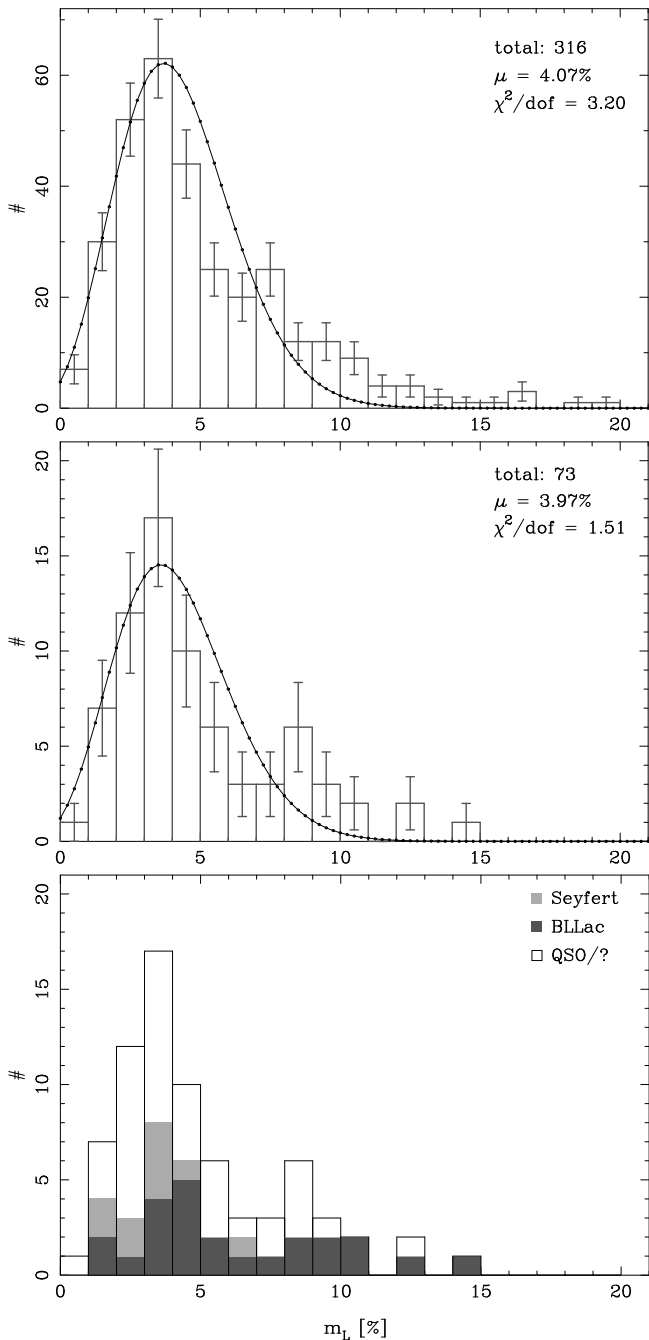 total: 316
μ = 4.07%
χ²/dof = 3.20
60
40
20
0
#
0 5 10 15 20
total: 73
μ = 3.97%
χ²/dof = 1.51
20
15
10
5
0
#
0 5 10 15 20
Seyfert
BLLac
QSO/?
20
15
10
5
0
#
0 5 10 15 20
m_L [%]